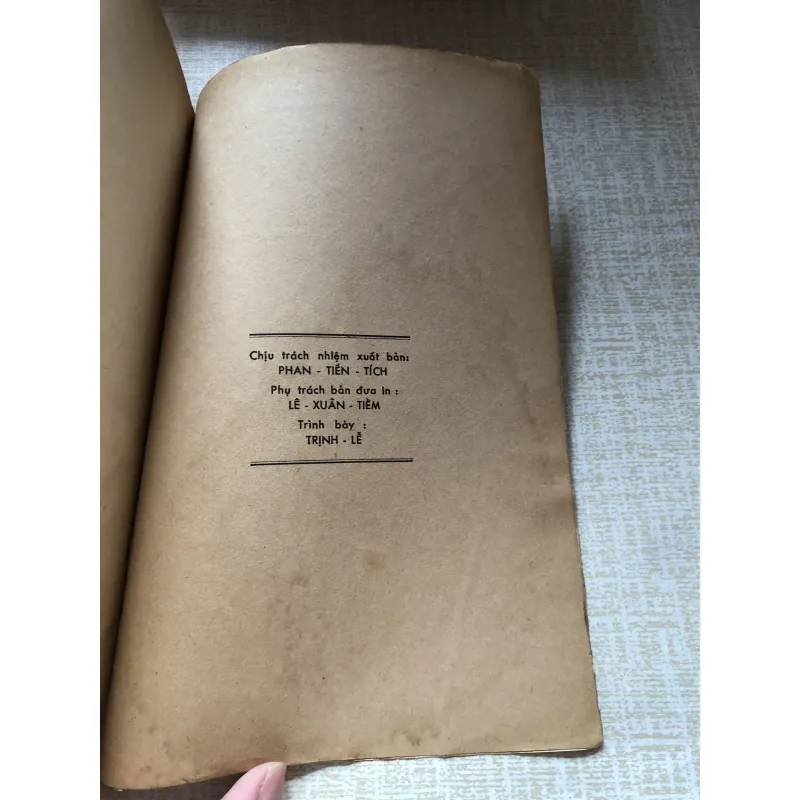 Chịu trách nhiệm xuất bản:
PHAN - TIẾN - TÍCH
Phụ trách bản đưa in :
LÊ - XUÂN - TIỀM
Trình bày :
TRỊNH - LỄ